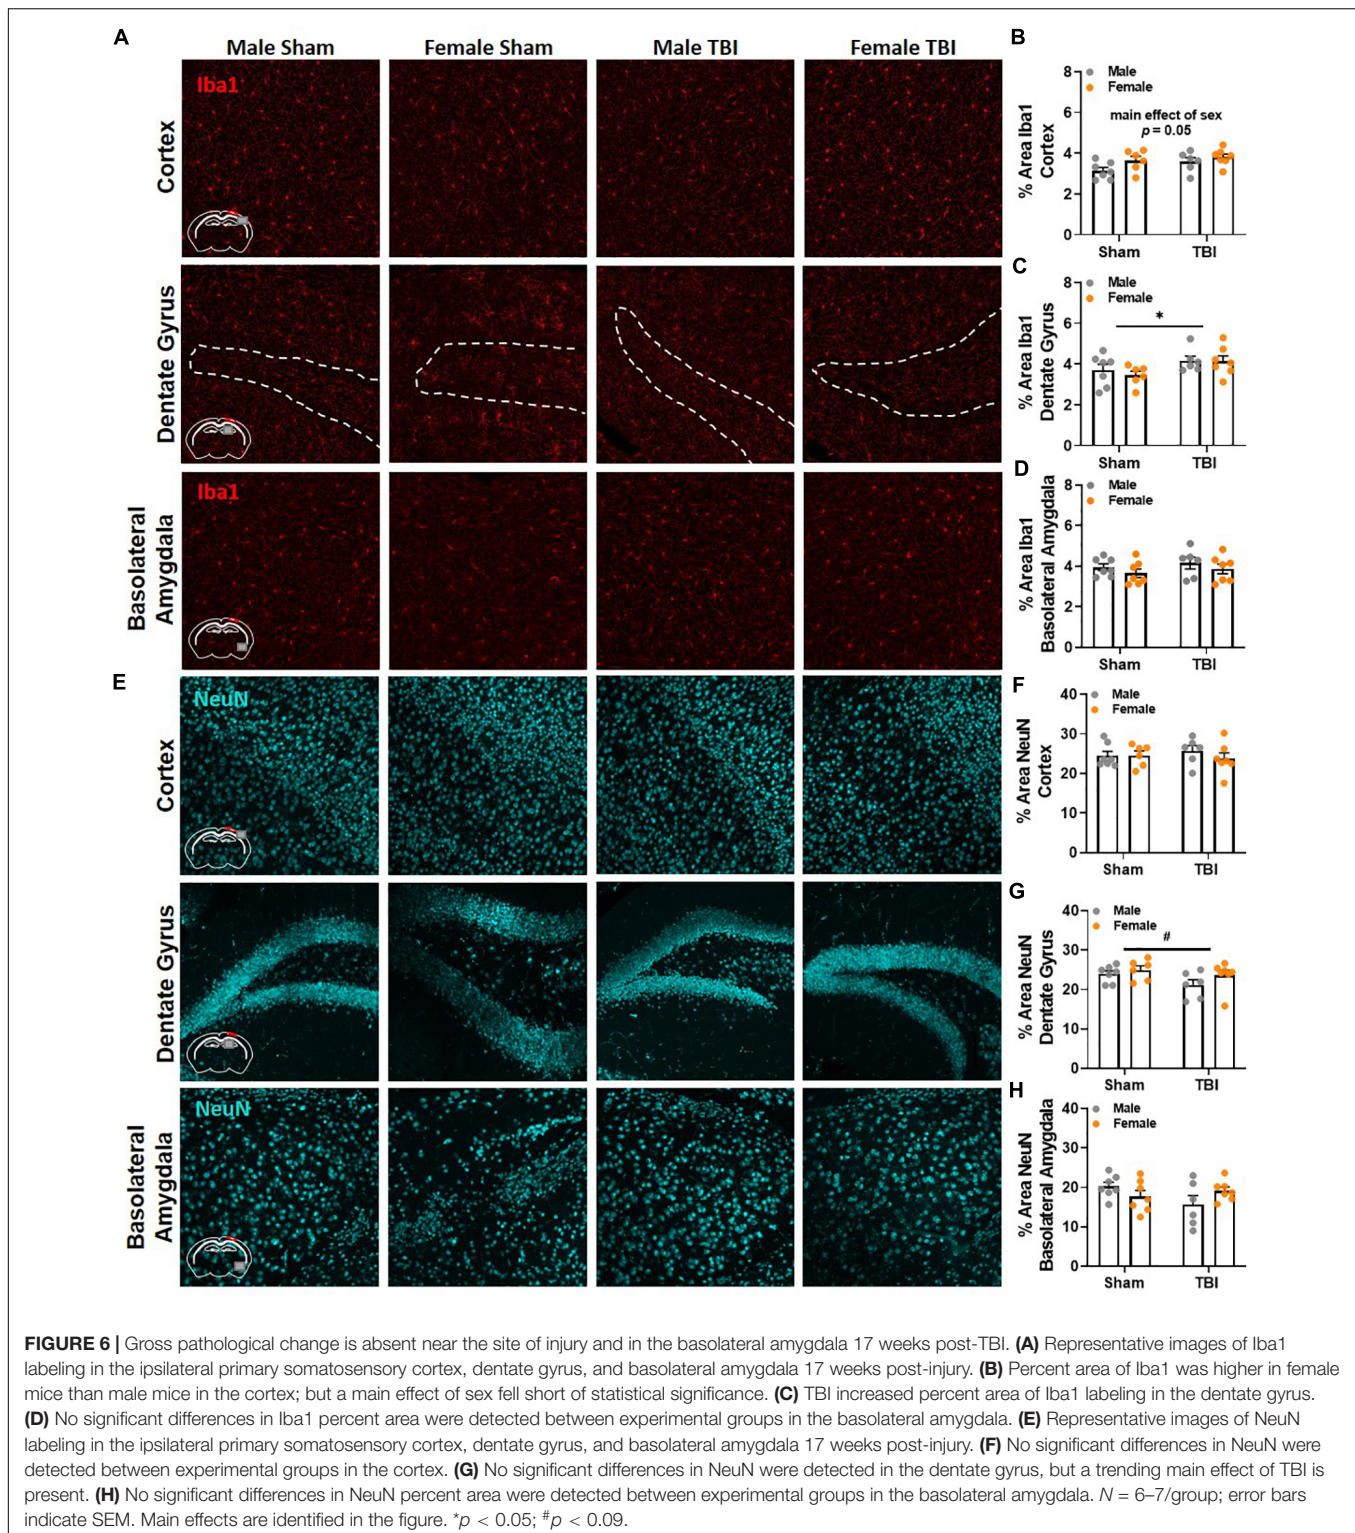 A
Male Sham
Female Sham
Male TBI
Female TBI
Iba1
Cortex
Dentate Gyrus
Iba1
Basolateral
Amygdala
B
8
6
4
2
0
% Area Iba1
Cortex
Male
Female
main effect of sex
p = 0.05
Sham
TBI
C
8
6
4
2
0
% Area Iba1
Dentate Gyrus
Male
Female
*
Sham
TBI
D
8
6
4
2
0
% Area Iba1
Basolateral Amygdala
Male
Female
Sham
TBI
E
NeuN
Cortex
Dentate Gyrus
NeuN
Basolateral
Amygdala
F
40
30
20
10
0
% Area NeuN
Cortex
Male
Female
Sham
TBI
G
40
30
20
10
0
% Area NeuN
Dentate Gyrus
Male
Female
#
Sham
TBI
H
40
30
20
10
0
% Area NeuN
Basolateral Amygdala
Male
Female
Sham
TBI
FIGURE 6 | Gross pathological change is absent near the site of injury and in the basolateral amygdala 17 weeks post-TBI. (A) Representative images of Iba1
labeling in the ipsilateral primary somatosensory cortex, dentate gyrus, and basolateral amygdala 17 weeks post-injury. (B) Percent area of Iba1 was higher in female
mice than male mice in the cortex; but a main effect of sex fell short of statistical significance. (C) TBI increased percent area of Iba1 labeling in the dentate gyrus.
(D) No significant differences in Iba1 percent area were detected between experimental groups in the basolateral amygdala. (E) Representative images of NeuN
labeling in the ipsilateral primary somatosensory cortex, dentate gyrus, and basolateral amygdala 17 weeks post-injury. (F) No significant differences in NeuN were
detected between experimental groups in the cortex. (G) No significant differences in NeuN were detected in the dentate gyrus, but a trending main effect of TBI is
present. (H) No significant differences in NeuN percent area were detected between experimental groups in the basolateral amygdala. N = 6–7/group; error bars
indicate SEM. Main effects are identified in the figure. *p < 0.05; #p < 0.09.